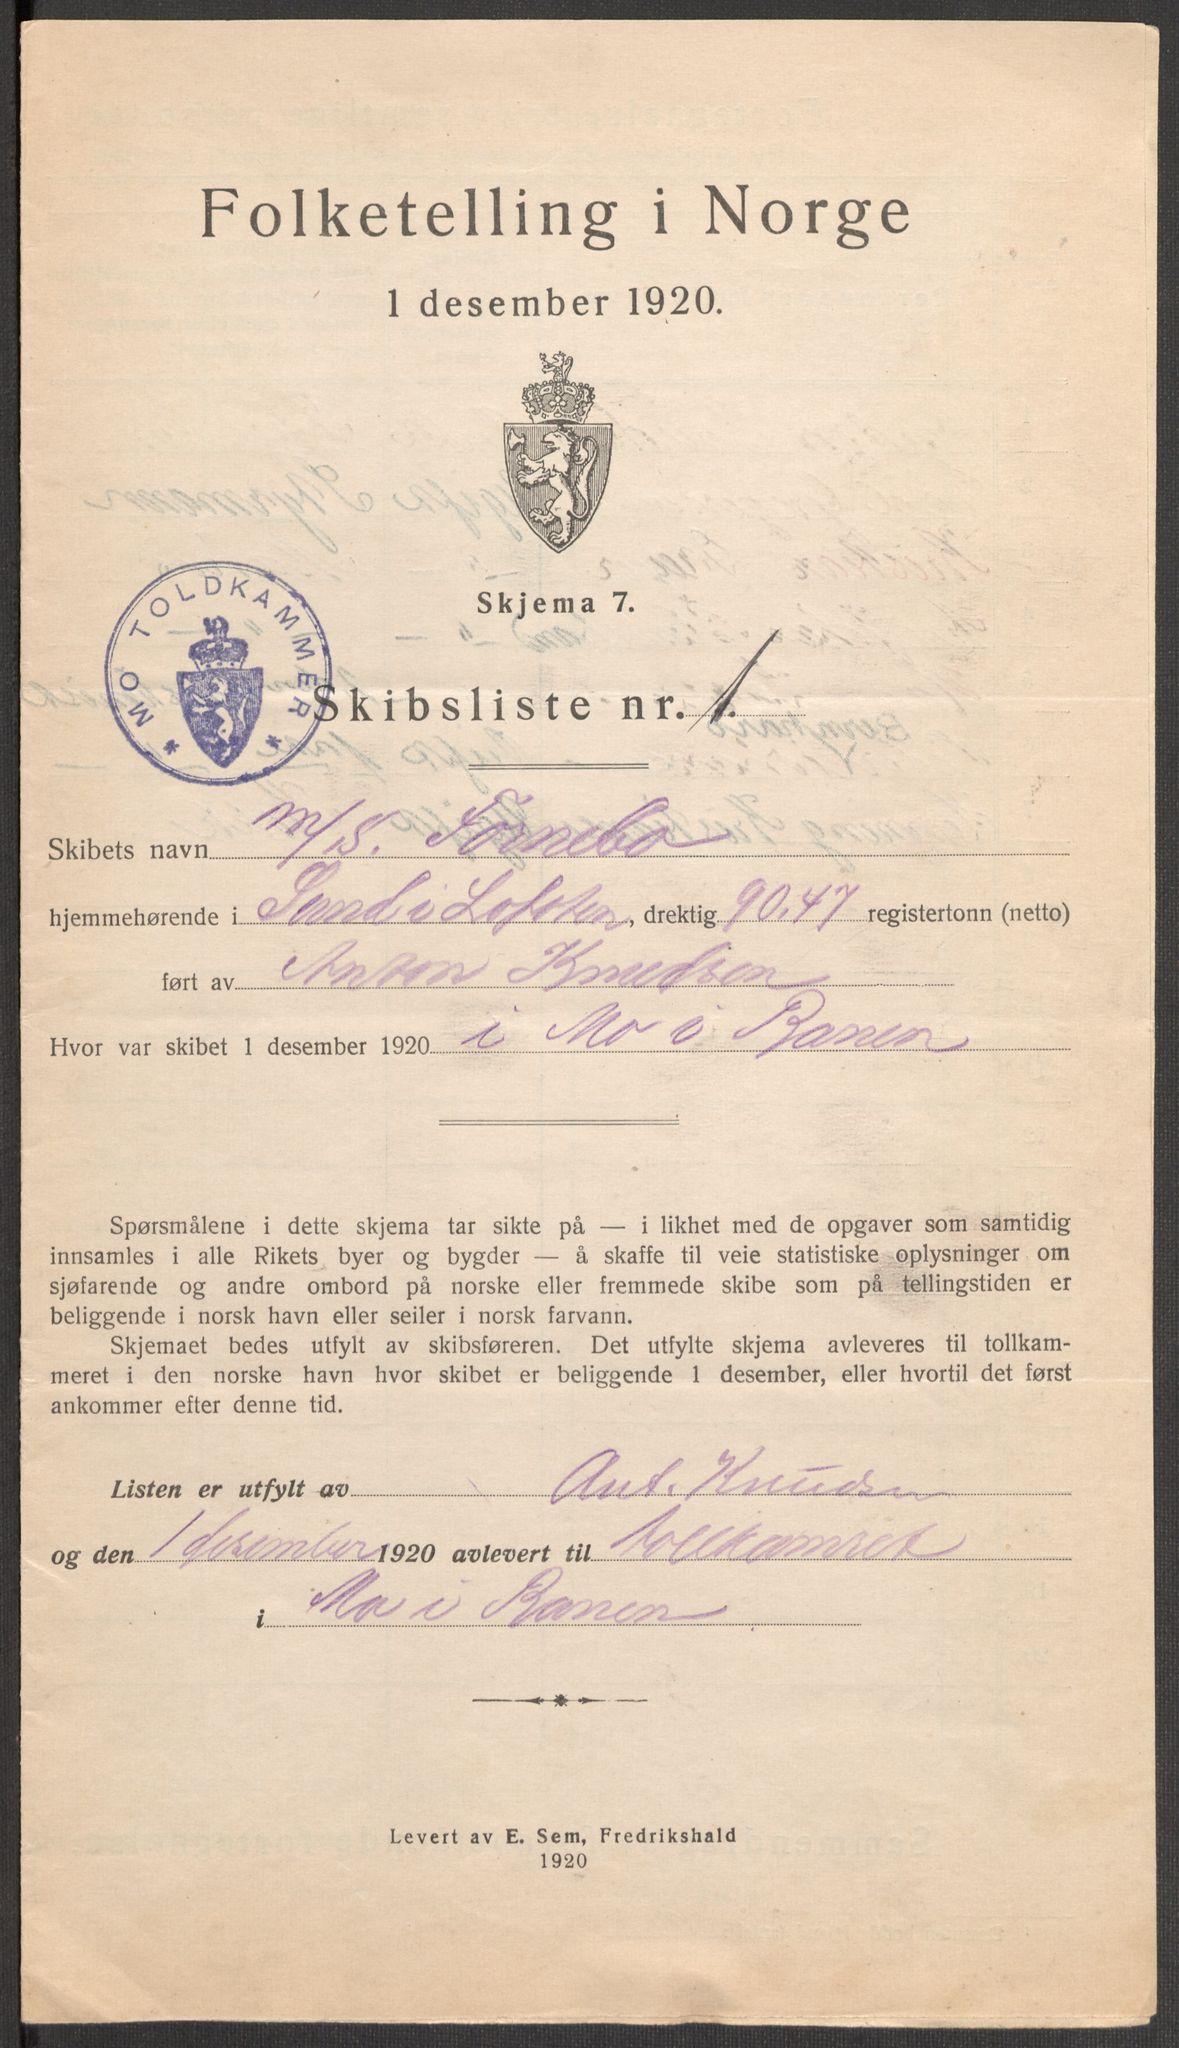 Folketelling i Norge
1 desember 1920.
MO TOLDKAMMER
Skjema 7.
Skibsliste nr. 1.
Skibets navn m/S. Fornebo
hjemmehørende i Sund i Lofoten, drektig 90.47 registertonn (netto)
ført av Anton Knudsen
Hvor var skibet 1 desember 1920 i Mo i Ranen
Spørsmålene i dette skjema tar sikte på — i likhet med de opgaver som samtidig
innsamles i alle Rikets byer og bygder — å skaffe til veie statistiske oplysninger om
sjøfarende og andre ombord på norske eller fremmede skibe som på tellingstiden er
beliggende i norsk havn eller seiler i norsk farvann.
Skjemaet bedes utfylt av skibsføreren. Det utfylte skjema avleveres til tollkam-
meret i den norske havn hvor skibet er beliggende 1 desember, eller hvortil det først
ankommer efter denne tid.
Listen er utfylt av Ant. Knudsen
og den 1 desember 1920 avlevert til tollkamret
i Mo i Ranen
Levert av E. Sem, Fredrikshald
1920